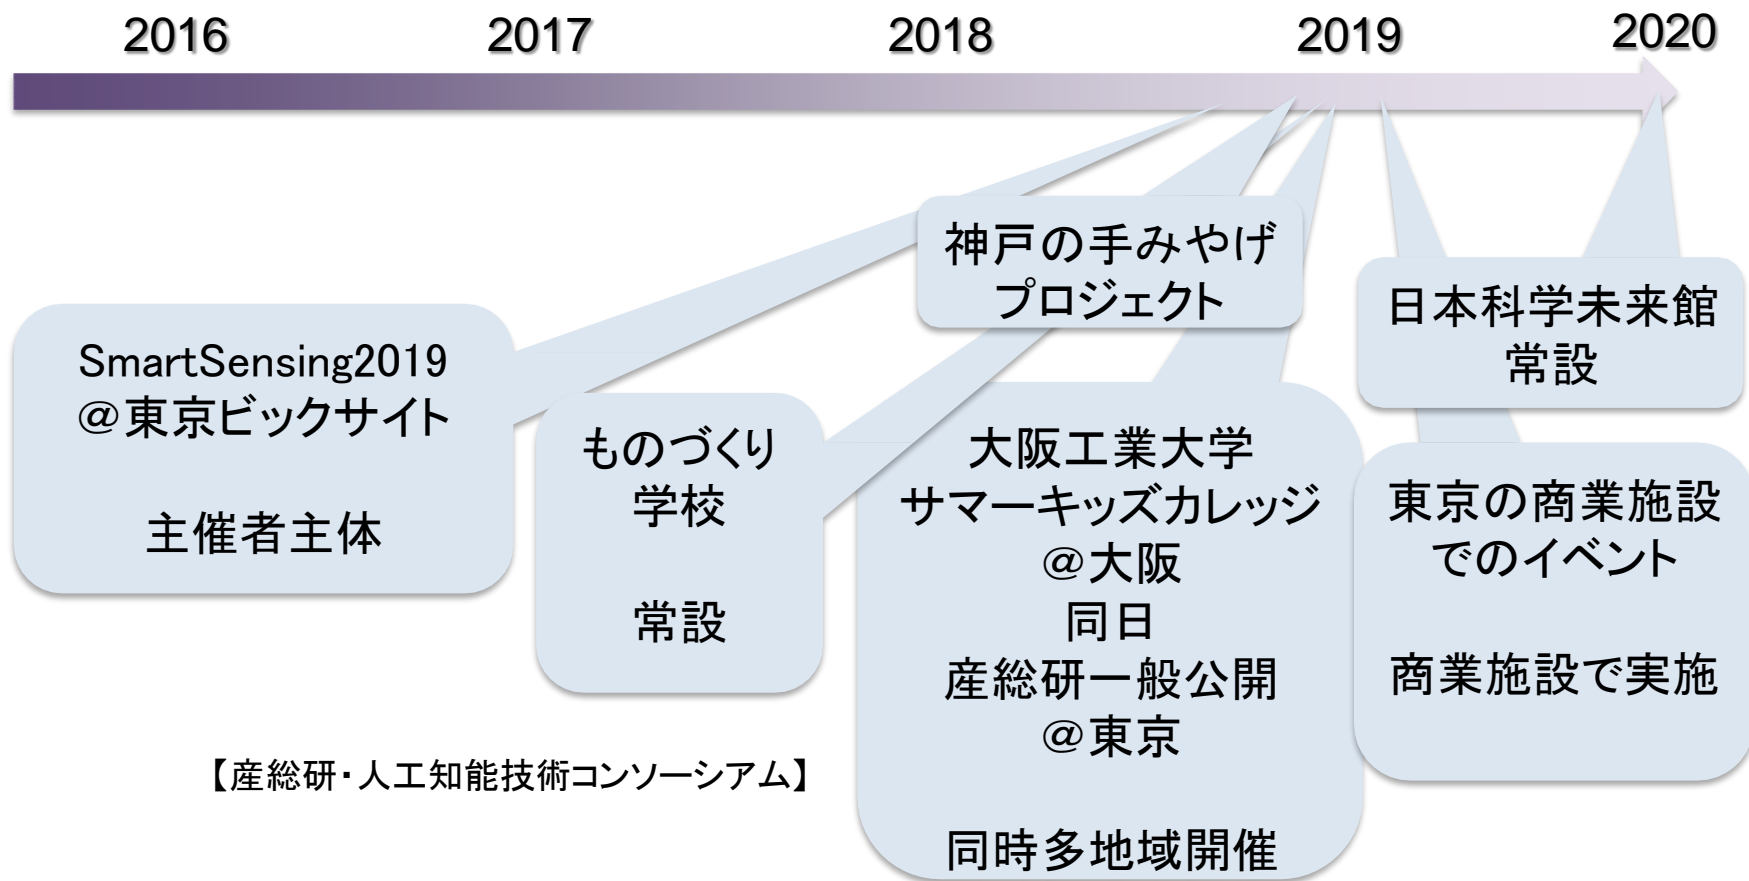 2016
2017
2018
2019
2020
神戸の手みやげ
プロジェクト
日本科学未来館
常設
SmartSensing2019
＠東京ビックサイト
主催者主体
ものづくり
学校
常設
大阪工業大学
サマーキッズカレッジ
＠大阪
同日
産総研一般公開
＠東京
同時多地域開催
東京の商業施設
でのイベント
商業施設で実施
【産総研・人工知能技術コンソーシアム】